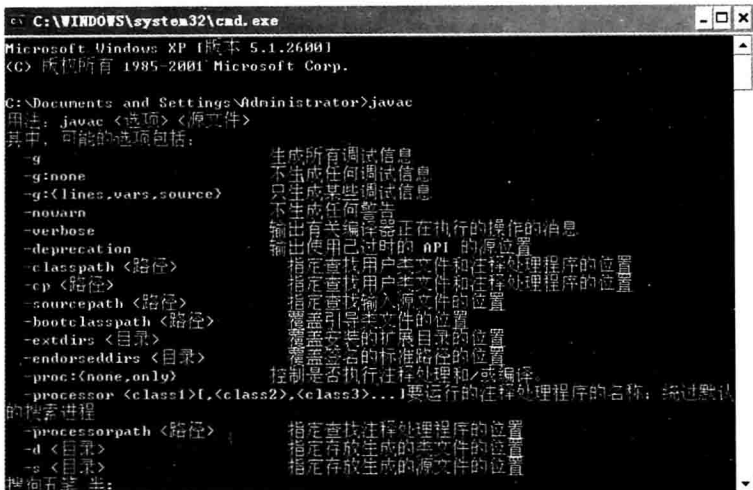 C:\WINDOWS\system32\cmd.exe
Microsoft Windows XP [版本 5.1.2600]
(C) 版权所有 1985-2001 Microsoft Corp.
C:\Documents and Settings\Administrator>javac
用法: javac <选项> <源文件>
其中, 可能的选项包括:
-g 生成所有调试信息
-g:none 不生成任何调试信息
-g:{lines,vars,source} 只生成某些调试信息
-nowarn 不生成任何警告
-verbose 输出有关编译器正在执行的操作的消息
-deprecation 输出使用已过时的 API 的源位置
-classpath <路径> 指定查找用户类文件和注释处理程序的位置
-cp <路径> 指定查找用户类文件和注释处理程序的位置
-sourcepath <路径> 指定查找输入源文件的位置
-bootclasspath <路径> 覆盖引导类文件的位置
-extdirs <目录> 覆盖安装的扩展目录的位置
-endorseddirs <目录> 覆盖签名的标准路径的位置
-proc:{none,only} 控制是否执行注释处理和/或编译。
-processor <class1>[,<class2>,<class3>...]要运行的注释处理程序的名称; 绕过默认
的搜索进程
-processorpath <路径> 指定查找注释处理程序的位置
-d <目录> 指定存放生成的类文件的位置
-s <目录> 指定存放生成的源文件的位置
搜狗五笔 半: